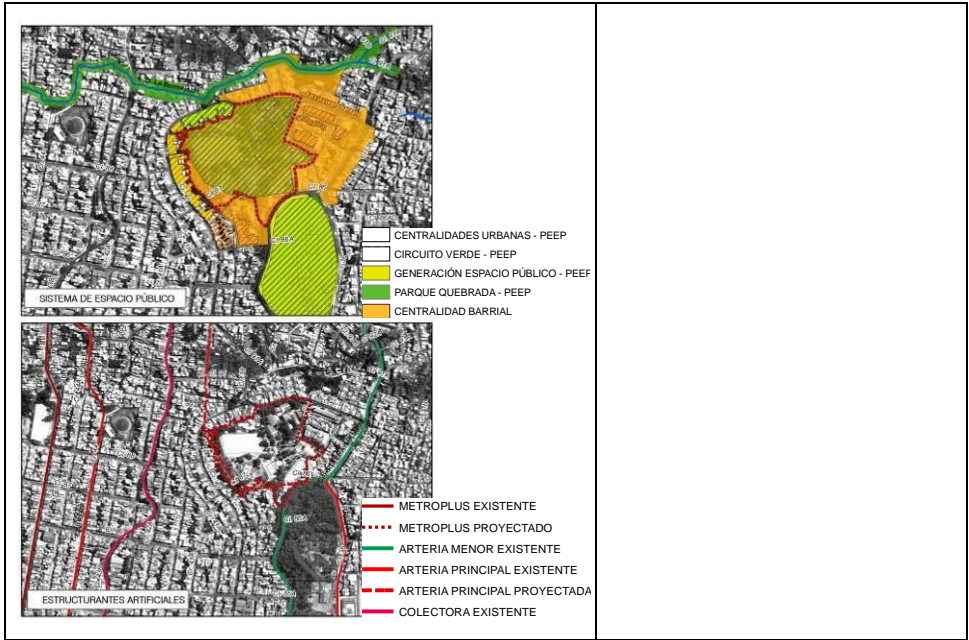 SISTEMA DE ESPACIO PÚBLICO
CENTRALIDADES URBANAS - PEEP
CIRCUITO VERDE - PEEP
GENERACIÓN ESPACIO PÚBLICO - PEEP
PARQUE QUEBRADA - PEEP
CENTRALIDAD BARRIAL
ESTRUCTURANTES ARTIFICIALES
METROPLUS EXISTENTE
METROPLUS PROYECTADO
ARTERIA MENOR EXISTENTE
ARTERIA PRINCIPAL EXISTENTE
ARTERIA PRINCIPAL PROYECTADA
COLECTORA EXISTENTE